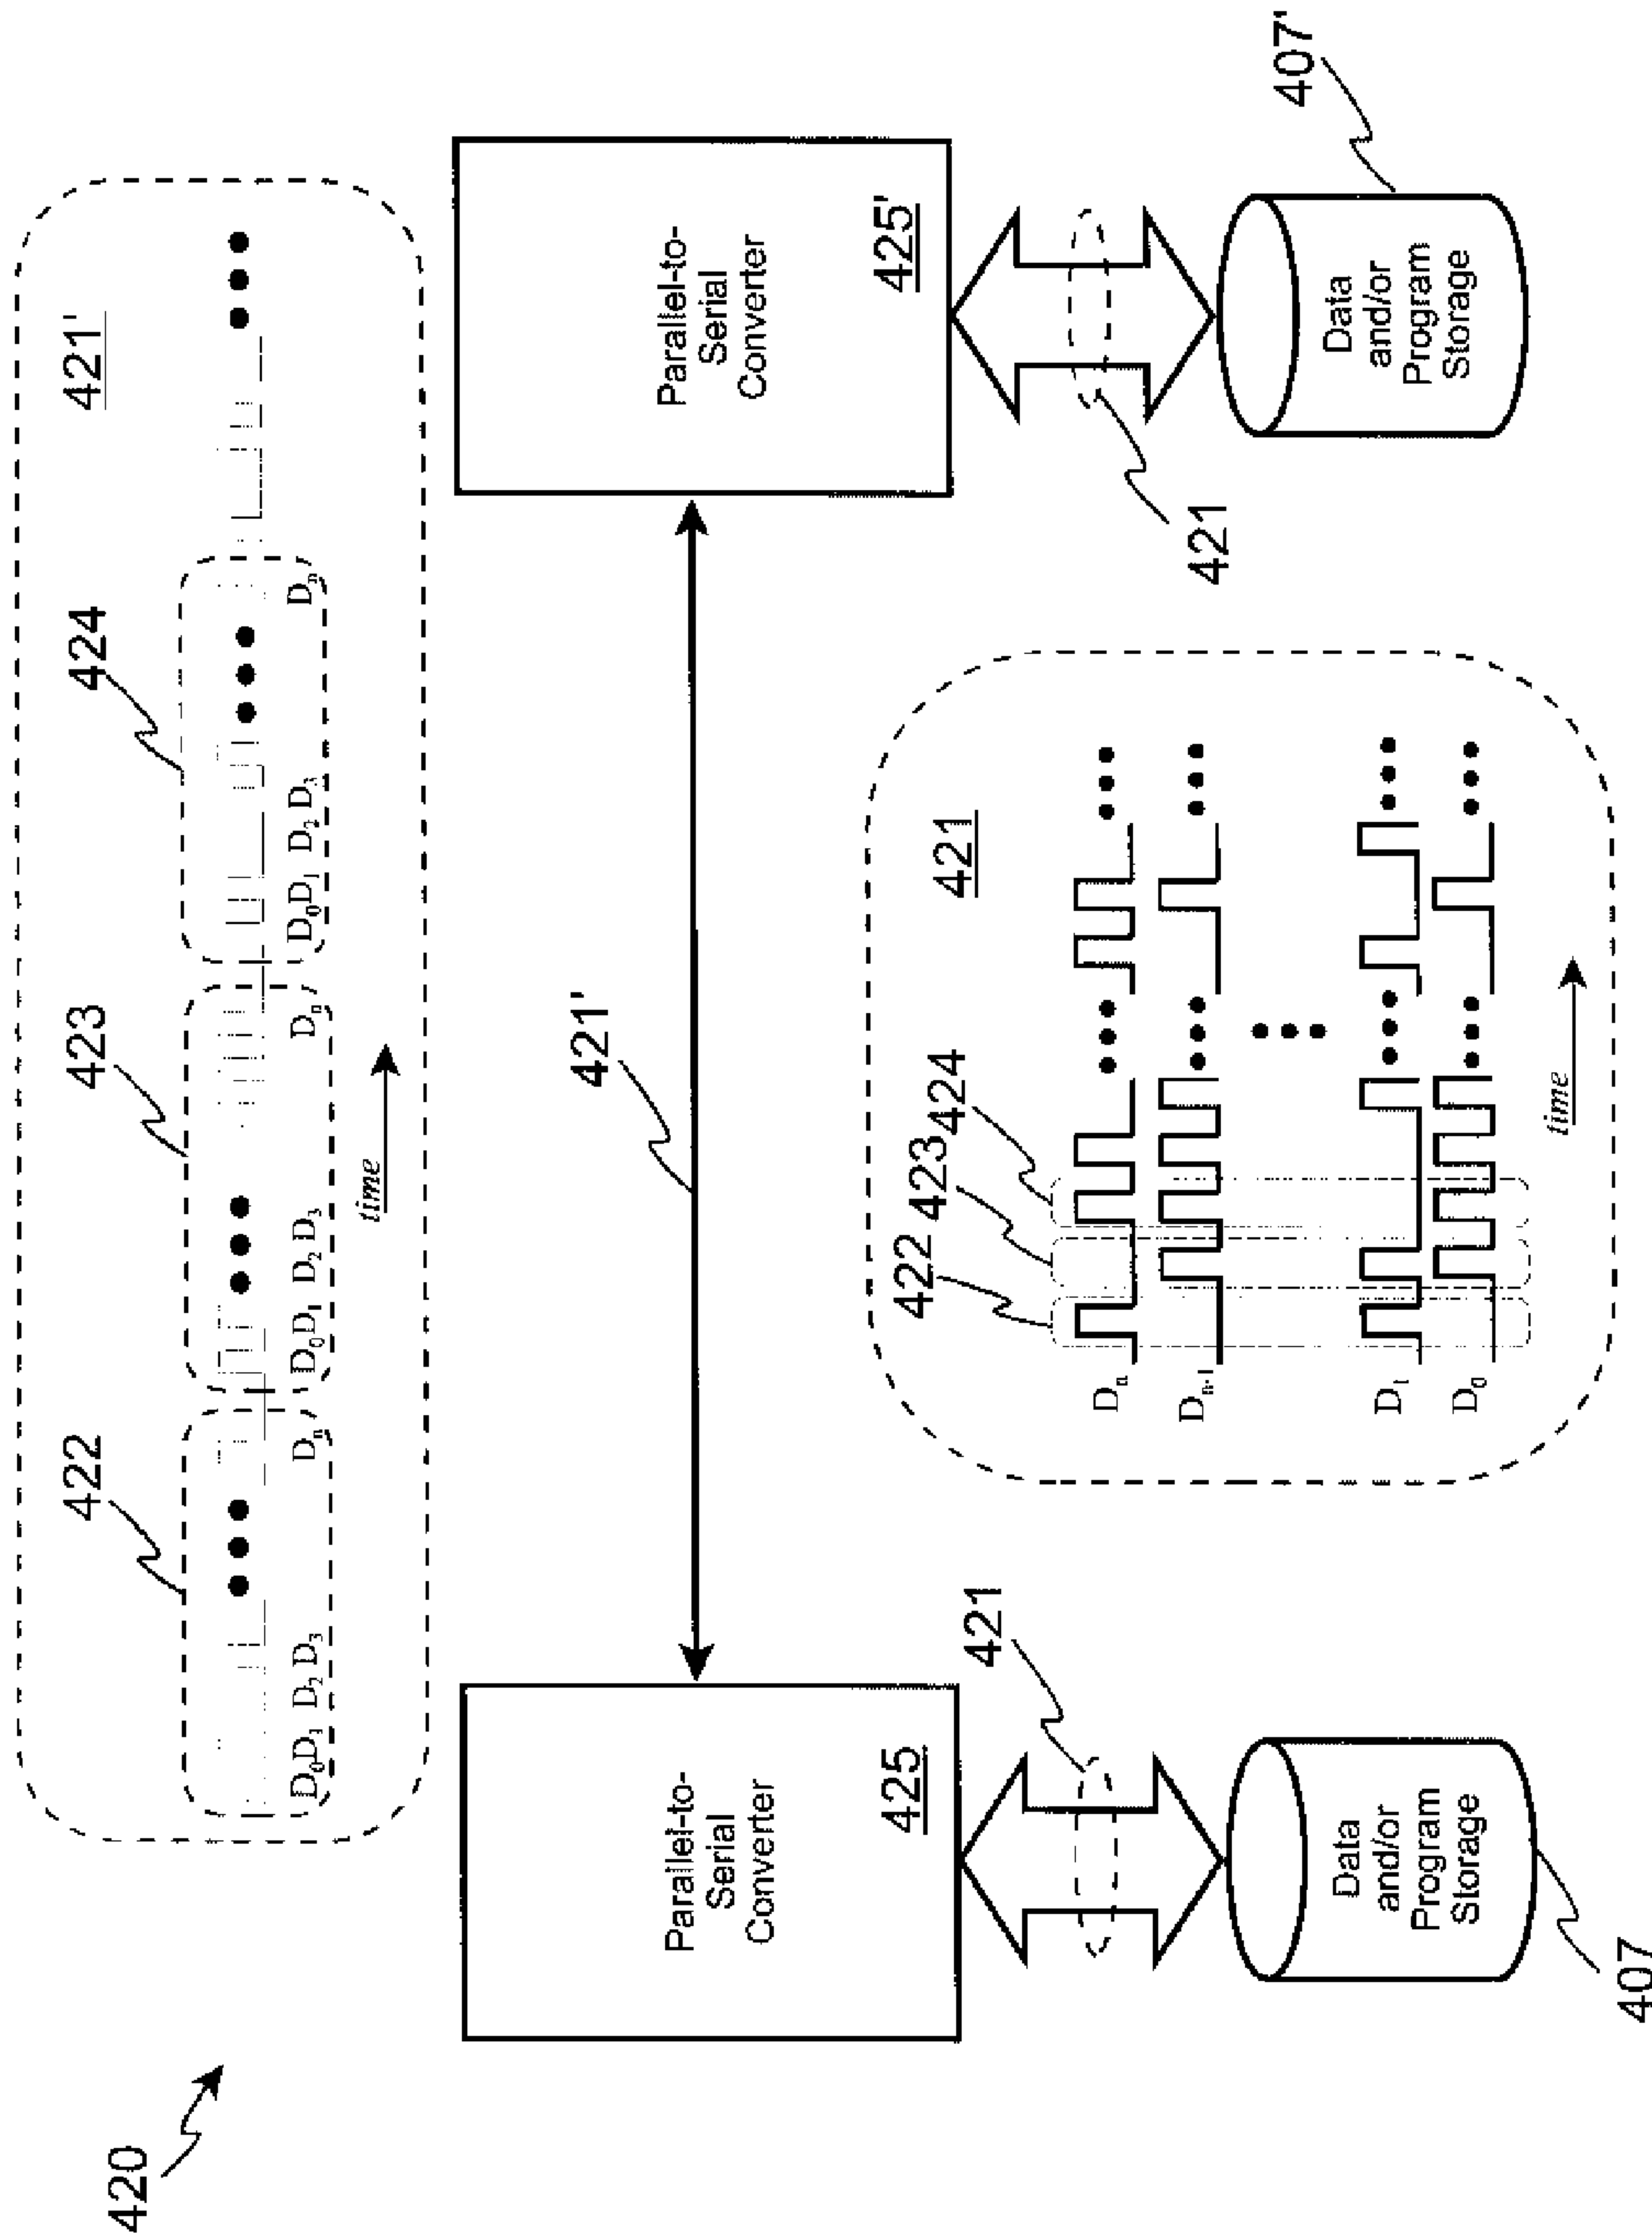 420
422
423
424
421'
D₀ D₁ D₂ D₃ Dₙ
D₀ D₁ D₂ D₃ Dₙ
D₀ D₁ D₂ D₃ Dₙ
time
421'
Parallel-to-
Serial
Converter
425
Parallel-to-
Serial
Converter
425'
421
421
422
423
424
421
Dₙ
Dₙ₋₁
D₁
D₀
time
Data
and/or
Program
Storage
407
Data
and/or
Program
Storage
407'